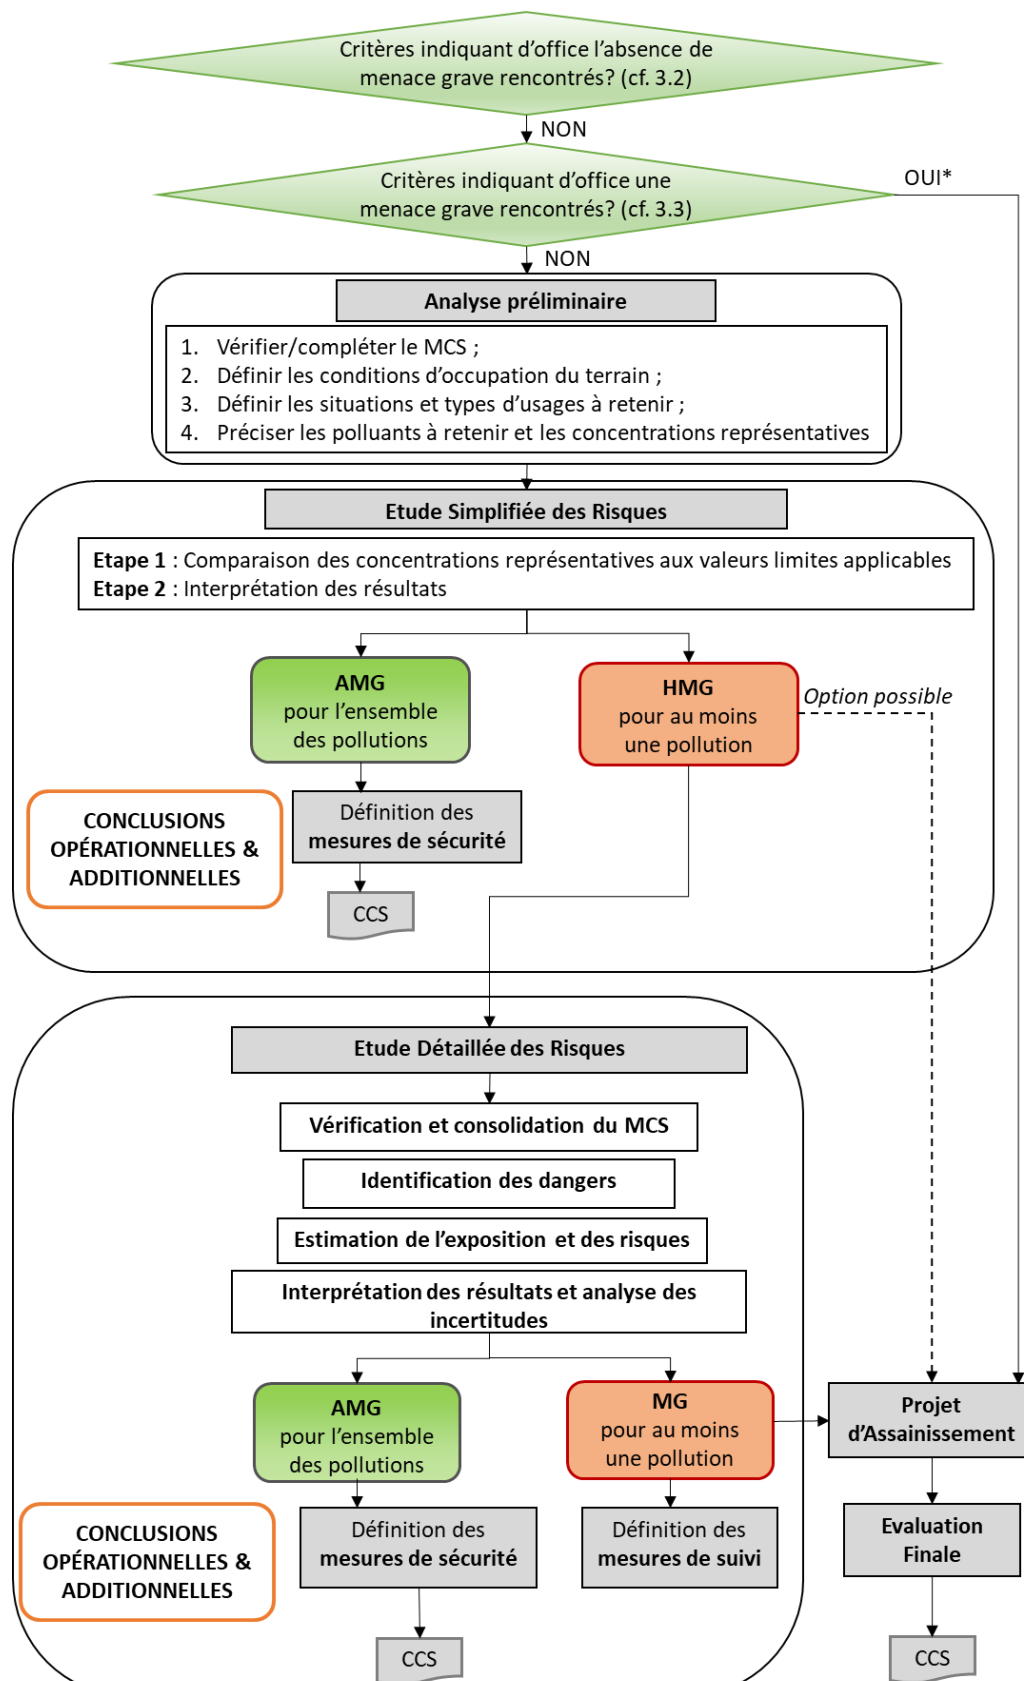 Critères indiquant d'office l'absence de
menace grave rencontrés? (cf. 3.2)
NON
Critères indiquant d'office une
menace grave rencontrés? (cf. 3.3)
OUI*
NON
Analyse préliminaire
1. Vérifier/compléter le MCS ;
2. Définir les conditions d'occupation du terrain ;
3. Définir les situations et types d'usages à retenir ;
4. Préciser les polluants à retenir et les concentrations représentatives
Etude Simplifiée des Risques
Etape 1 : Comparaison des concentrations représentatives aux valeurs limites applicables
Etape 2 : Interprétation des résultats
AMG
pour l'ensemble
des pollutions
HMG
pour au moins
une pollution
Option possible
CONCLUSIONS
OPÉRATIONNELLES &
ADDITIONNELLES
Définition des
mesures de sécurité
CCS
Etude Détaillée des Risques
Vérification et consolidation du MCS
Identification des dangers
Estimation de l'exposition et des risques
Interprétation des résultats et analyse des
incertitudes
AMG
pour l'ensemble
des pollutions
MG
pour au moins
une pollution
Projet
d'Assainissement
CONCLUSIONS
OPÉRATIONNELLES &
ADDITIONNELLES
Définition des
mesures de sécurité
Définition des
mesures de suivi
Evaluation
Finale
CCS
CCS